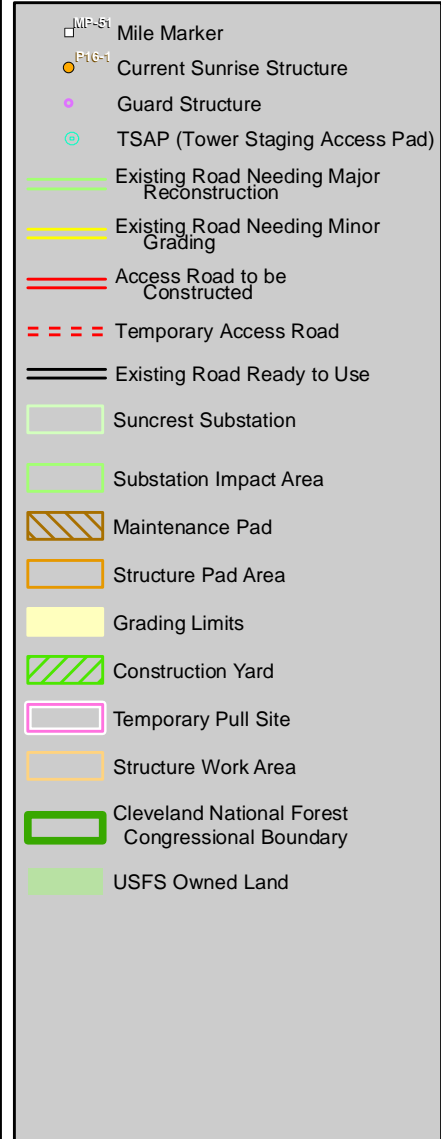 MP-51
Mile Marker
P16-1
Current Sunrise Structure
Guard Structure
TSAP (Tower Staging Access Pad)
Existing Road Needing Major
Reconstruction
Existing Road Needing Minor
Grading
Access Road to be
Constructed
Temporary Access Road
Existing Road Ready to Use
Suncrest Substation
Substation Impact Area
Maintenance Pad
Structure Pad Area
Grading Limits
Construction Yard
Temporary Pull Site
Structure Work Area
Cleveland National Forest
Congressional Boundary
USFS Owned Land